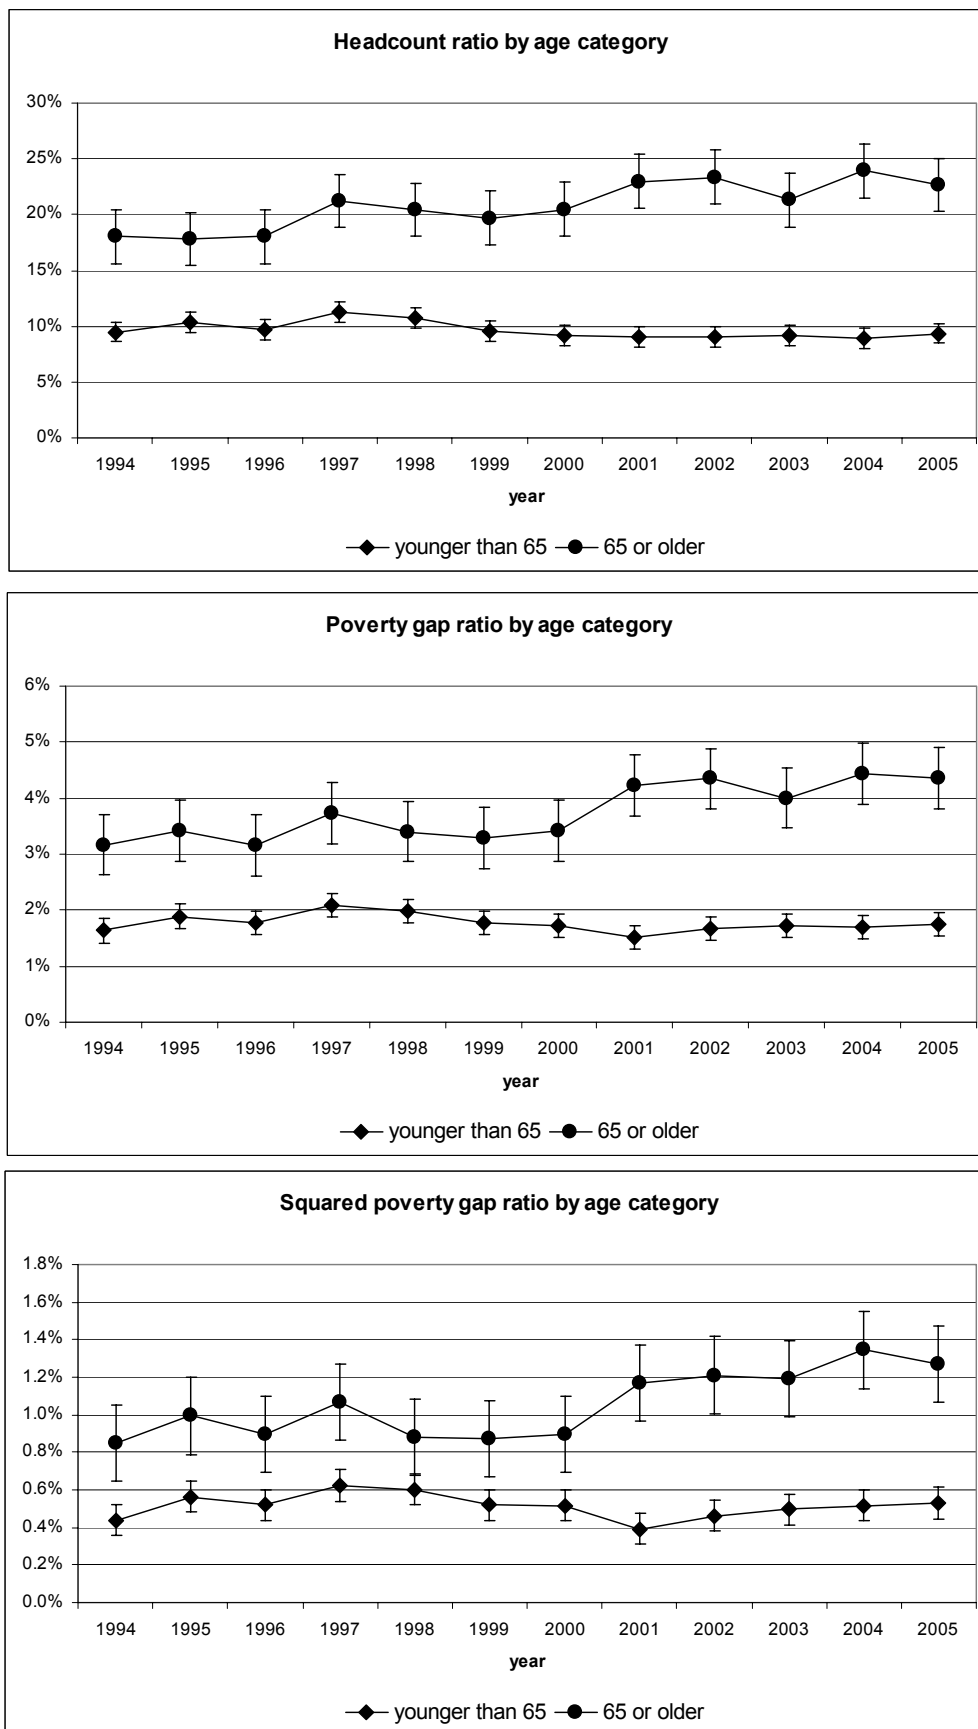 Headcount ratio by age category
30%
25%
20%
15%
10%
5%
0%
1994 1995 1996 1997 1998 1999 2000 2001 2002 2003 2004 2005
year
younger than 65 65 or older
Poverty gap ratio by age category
6%
5%
4%
3%
2%
1%
0%
1994 1995 1996 1997 1998 1999 2000 2001 2002 2003 2004 2005
year
younger than 65 65 or older
Squared poverty gap ratio by age category
1.8%
1.6%
1.4%
1.2%
1.0%
0.8%
0.6%
0.4%
0.2%
0.0%
1994 1995 1996 1997 1998 1999 2000 2001 2002 2003 2004 2005
year
younger than 65 65 or older